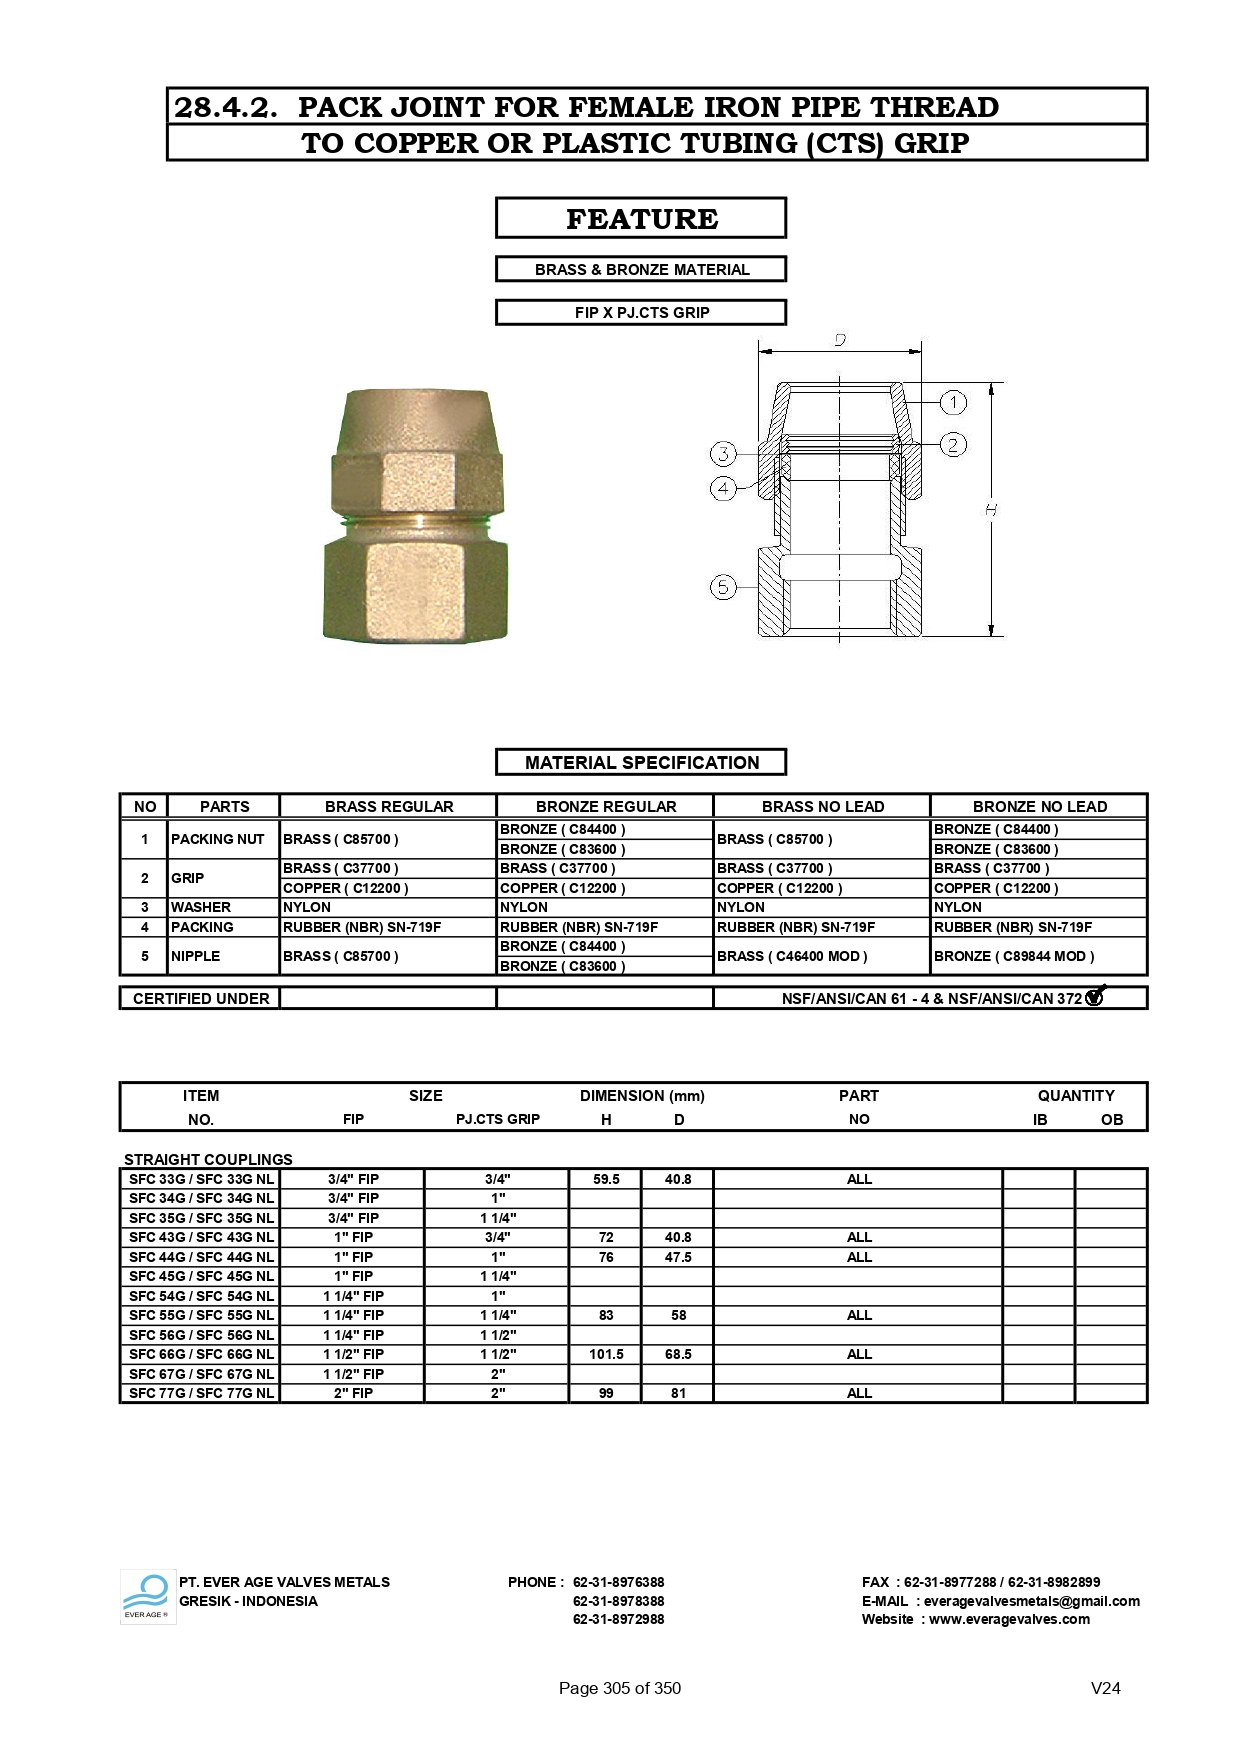 28.4.2. PACK JOINT FOR FEMALE IRON PIPE THREAD
TO COPPER OR PLASTIC TUBING (CTS) GRIP
FEATURE
BRASS & BRONZE MATERIAL
FIP X PJ.CTS GRIP
D
1
2
3
4
H
5
MATERIAL SPECIFICATION
NO PARTS BRASS REGULAR BRONZE REGULAR BRASS NO LEAD BRONZE NO LEAD
1 PACKING NUT BRASS ( C85700 ) BRONZE ( C84400 ) BRASS ( C85700 ) BRONZE ( C84400 )
BRONZE ( C83600 ) BRONZE ( C83600 )
2 GRIP BRASS ( C37700 ) BRASS ( C37700 ) BRASS ( C37700 ) BRASS ( C37700 )
COPPER ( C12200 ) COPPER ( C12200 ) COPPER ( C12200 ) COPPER ( C12200 )
3 WASHER NYLON NYLON NYLON NYLON
4 PACKING RUBBER (NBR) SN-719F RUBBER (NBR) SN-719F RUBBER (NBR) SN-719F RUBBER (NBR) SN-719F
5 NIPPLE BRASS ( C85700 ) BRONZE ( C84400 ) BRASS ( C46400 MOD ) BRONZE ( C89844 MOD )
BRONZE ( C83600 )
CERTIFIED UNDER NSF/ANSI/CAN 61 - 4 & NSF/ANSI/CAN 372
ITEM SIZE DIMENSION (mm) PART QUANTITY
NO. FIP PJ.CTS GRIP H D NO IB OB
STRAIGHT COUPLINGS
SFC 33G / SFC 33G NL 3/4" FIP 3/4" 59.5 40.8 ALL
SFC 34G / SFC 34G NL 3/4" FIP 1"
SFC 35G / SFC 35G NL 3/4" FIP 1 1/4"
SFC 43G / SFC 43G NL 1" FIP 3/4" 72 40.8 ALL
SFC 44G / SFC 44G NL 1" FIP 1" 76 47.5 ALL
SFC 45G / SFC 45G NL 1" FIP 1 1/4"
SFC 54G / SFC 54G NL 1 1/4" FIP 1"
SFC 55G / SFC 55G NL 1 1/4" FIP 1 1/4" 83 58 ALL
SFC 56G / SFC 56G NL 1 1/4" FIP 1 1/2"
SFC 66G / SFC 66G NL 1 1/2" FIP 1 1/2" 101.5 68.5 ALL
SFC 67G / SFC 67G NL 1 1/2" FIP 2"
SFC 77G / SFC 77G NL 2" FIP 2" 99 81 ALL
PT. EVER AGE VALVES METALS PHONE : 62-31-8976388 FAX : 62-31-8977288 / 62-31-8982899
GRESIK - INDONESIA 62-31-8978388 E-MAIL : everagevalvesmetals@gmail.com
EVER AGE ® 62-31-8972988 Website : www.everagevalves.com
Page 305 of 350 V24